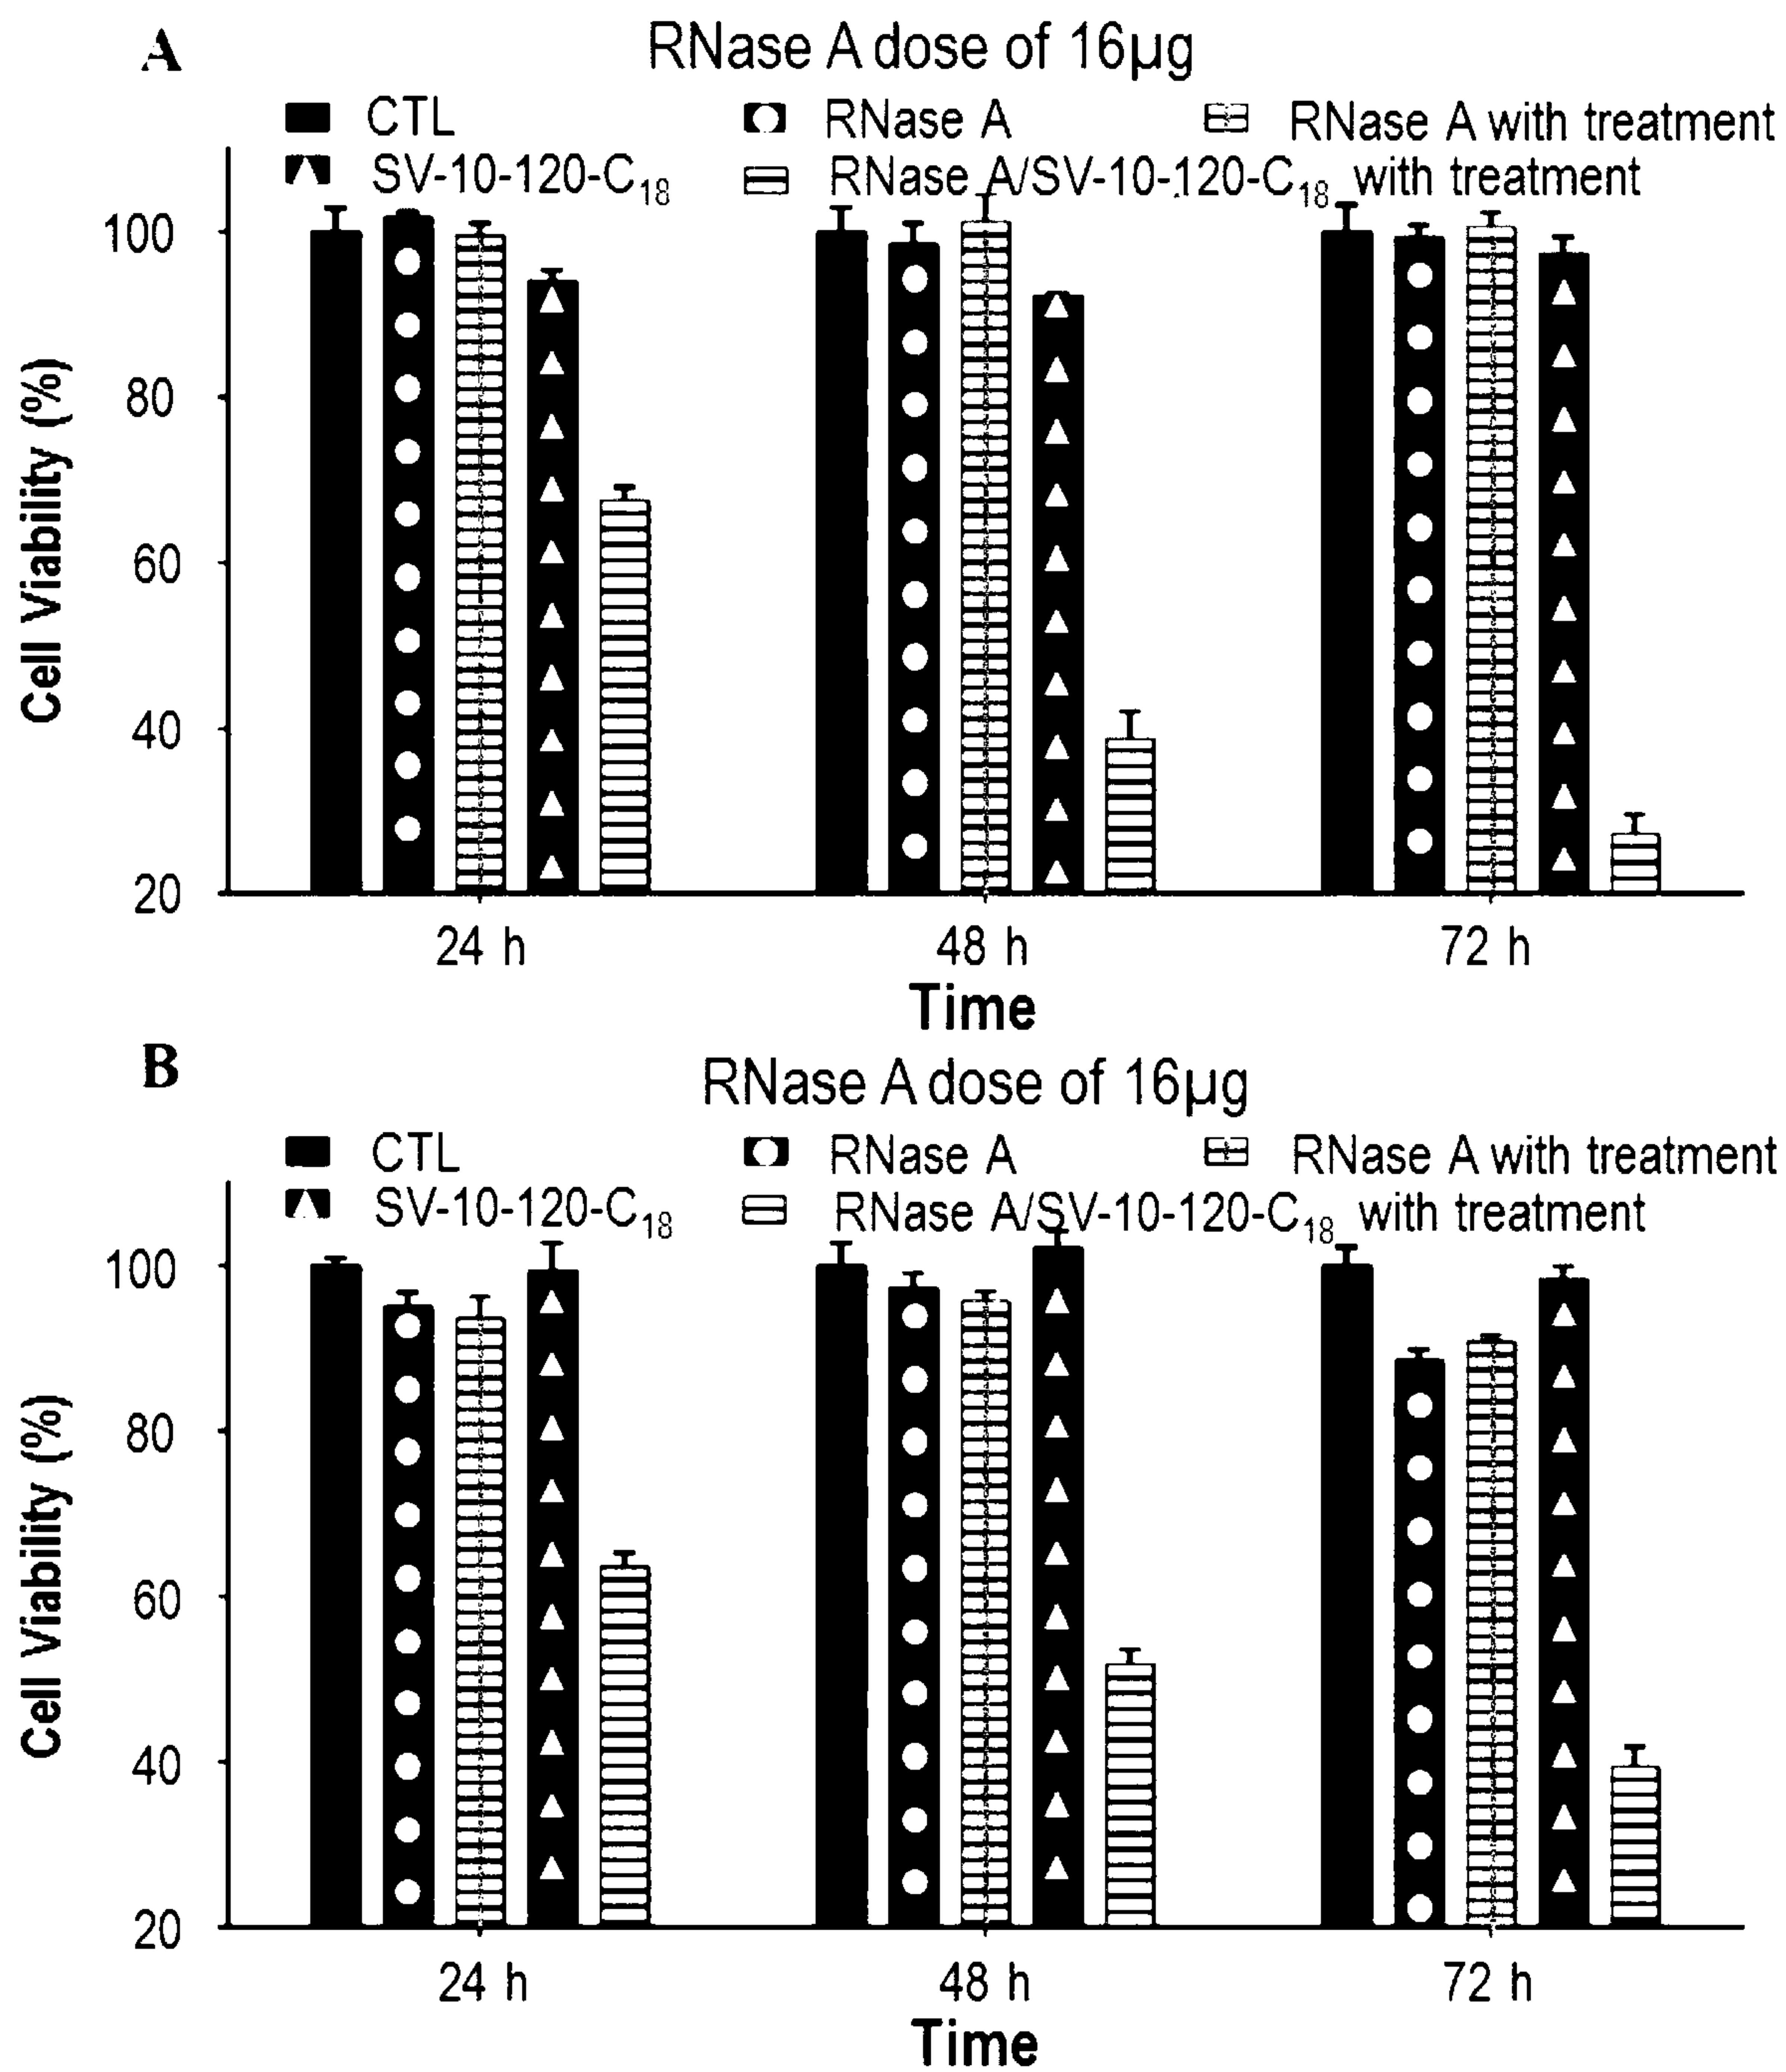 A
RNase A dose of 16µg
CTL RNase A RNase A with treatment
SV-10-120-C₁₈ RNase A/SV-10-120-C₁₈ with treatment
Cell Viability (%)
100
80
60
40
20
24 h 48 h 72 h
Time
B
RNase A dose of 16µg
CTL RNase A RNase A with treatment
SV-10-120-C₁₈ RNase A/SV-10-120-C₁₈ with treatment
Cell Viability (%)
100
80
60
40
20
24 h 48 h 72 h
Time